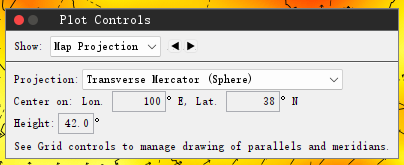 Plot Controls
Show: Map Projection
Projection: Transverse Mercator (Sphere)
Center on: Lon. 100 ° E, Lat. 38 ° N
Height: 42.0 °
See Grid controls to manage drawing of parallels and meridians.